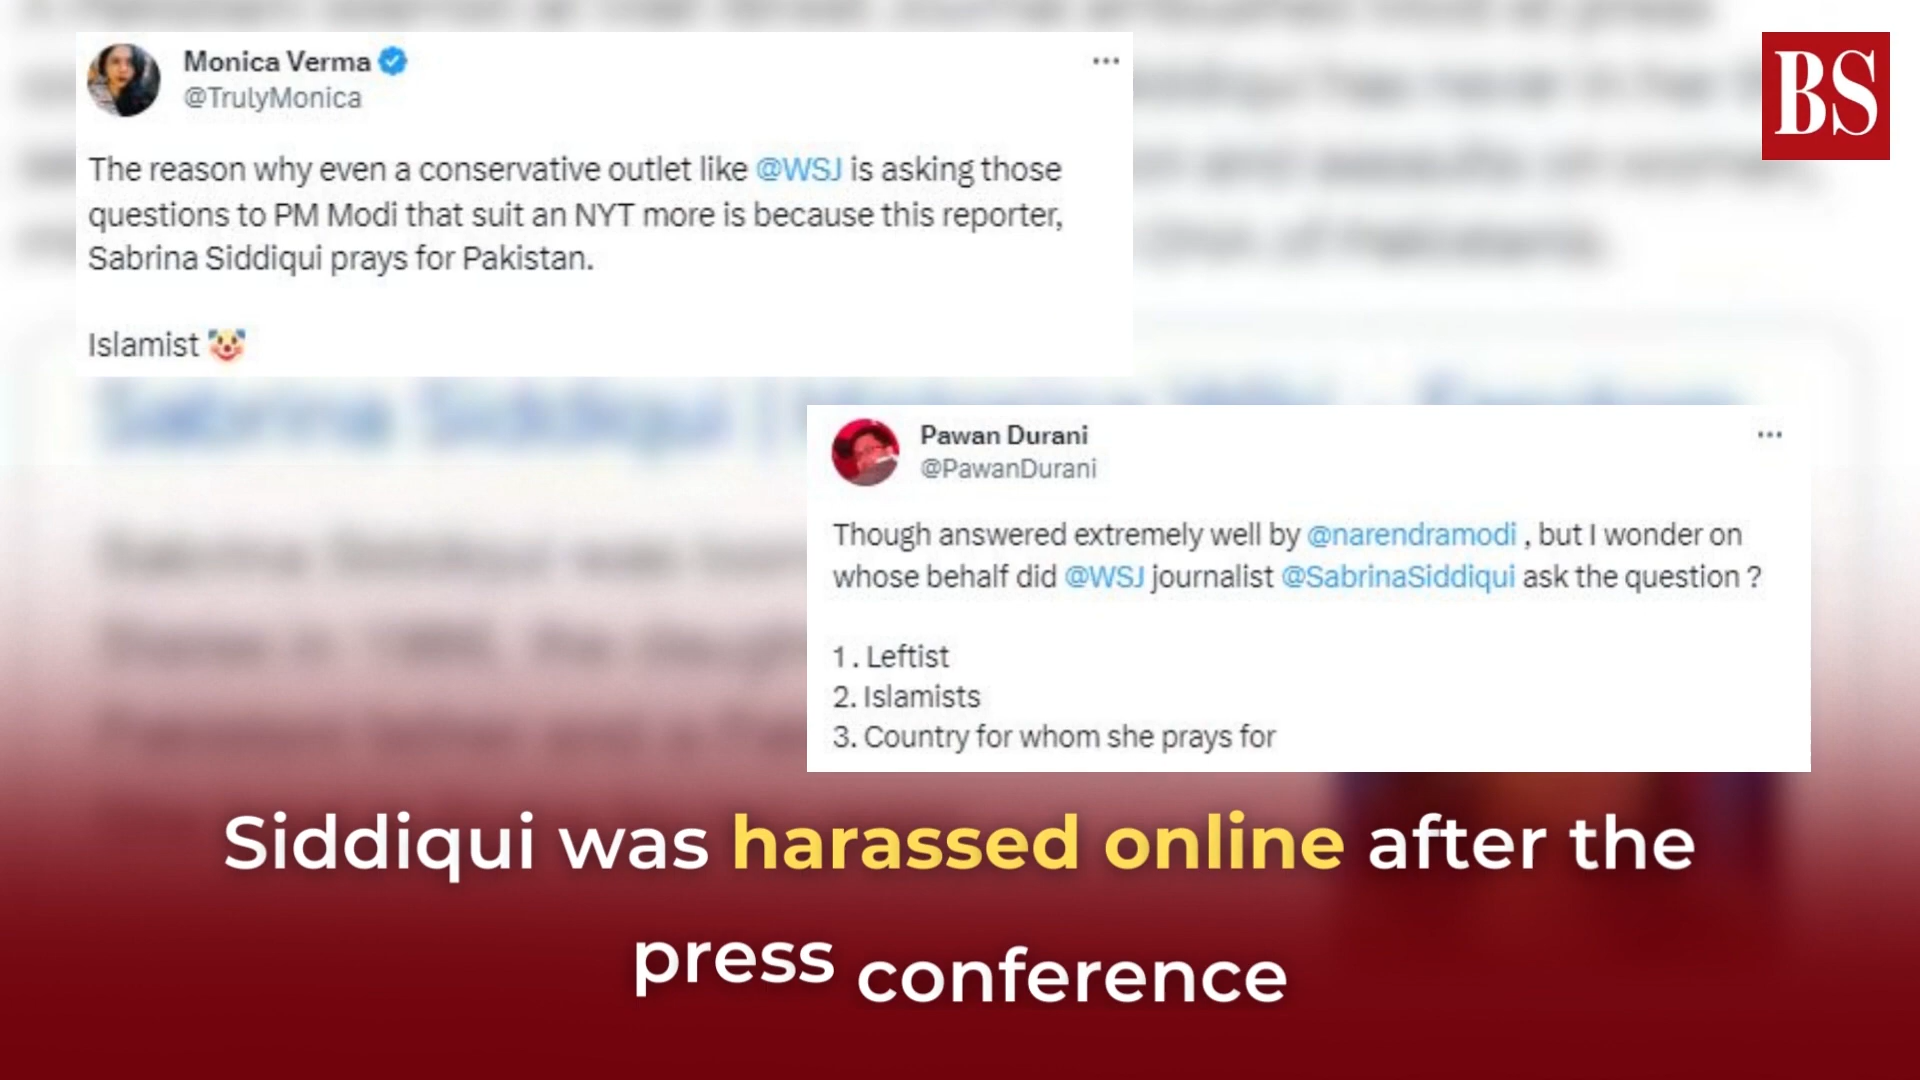 Monica Verma
@TrulyMonica
The reason why even a conservative outlet like @WSJ is asking those
questions to PM Modi that suit an NYT more is because this reporter,
Sabrina Siddiqui prays for Pakistan.
Islamist 🤡
BS
Pawan Durani
@PawanDurani
Though answered extremely well by @narendramodi , but I wonder on
whose behalf did @WSJ journalist @SabrinaSiddiqui ask the question ?
1. Leftist
2. Islamists
3. Country for whom she prays for
Siddiqui was harassed online after the
press conference